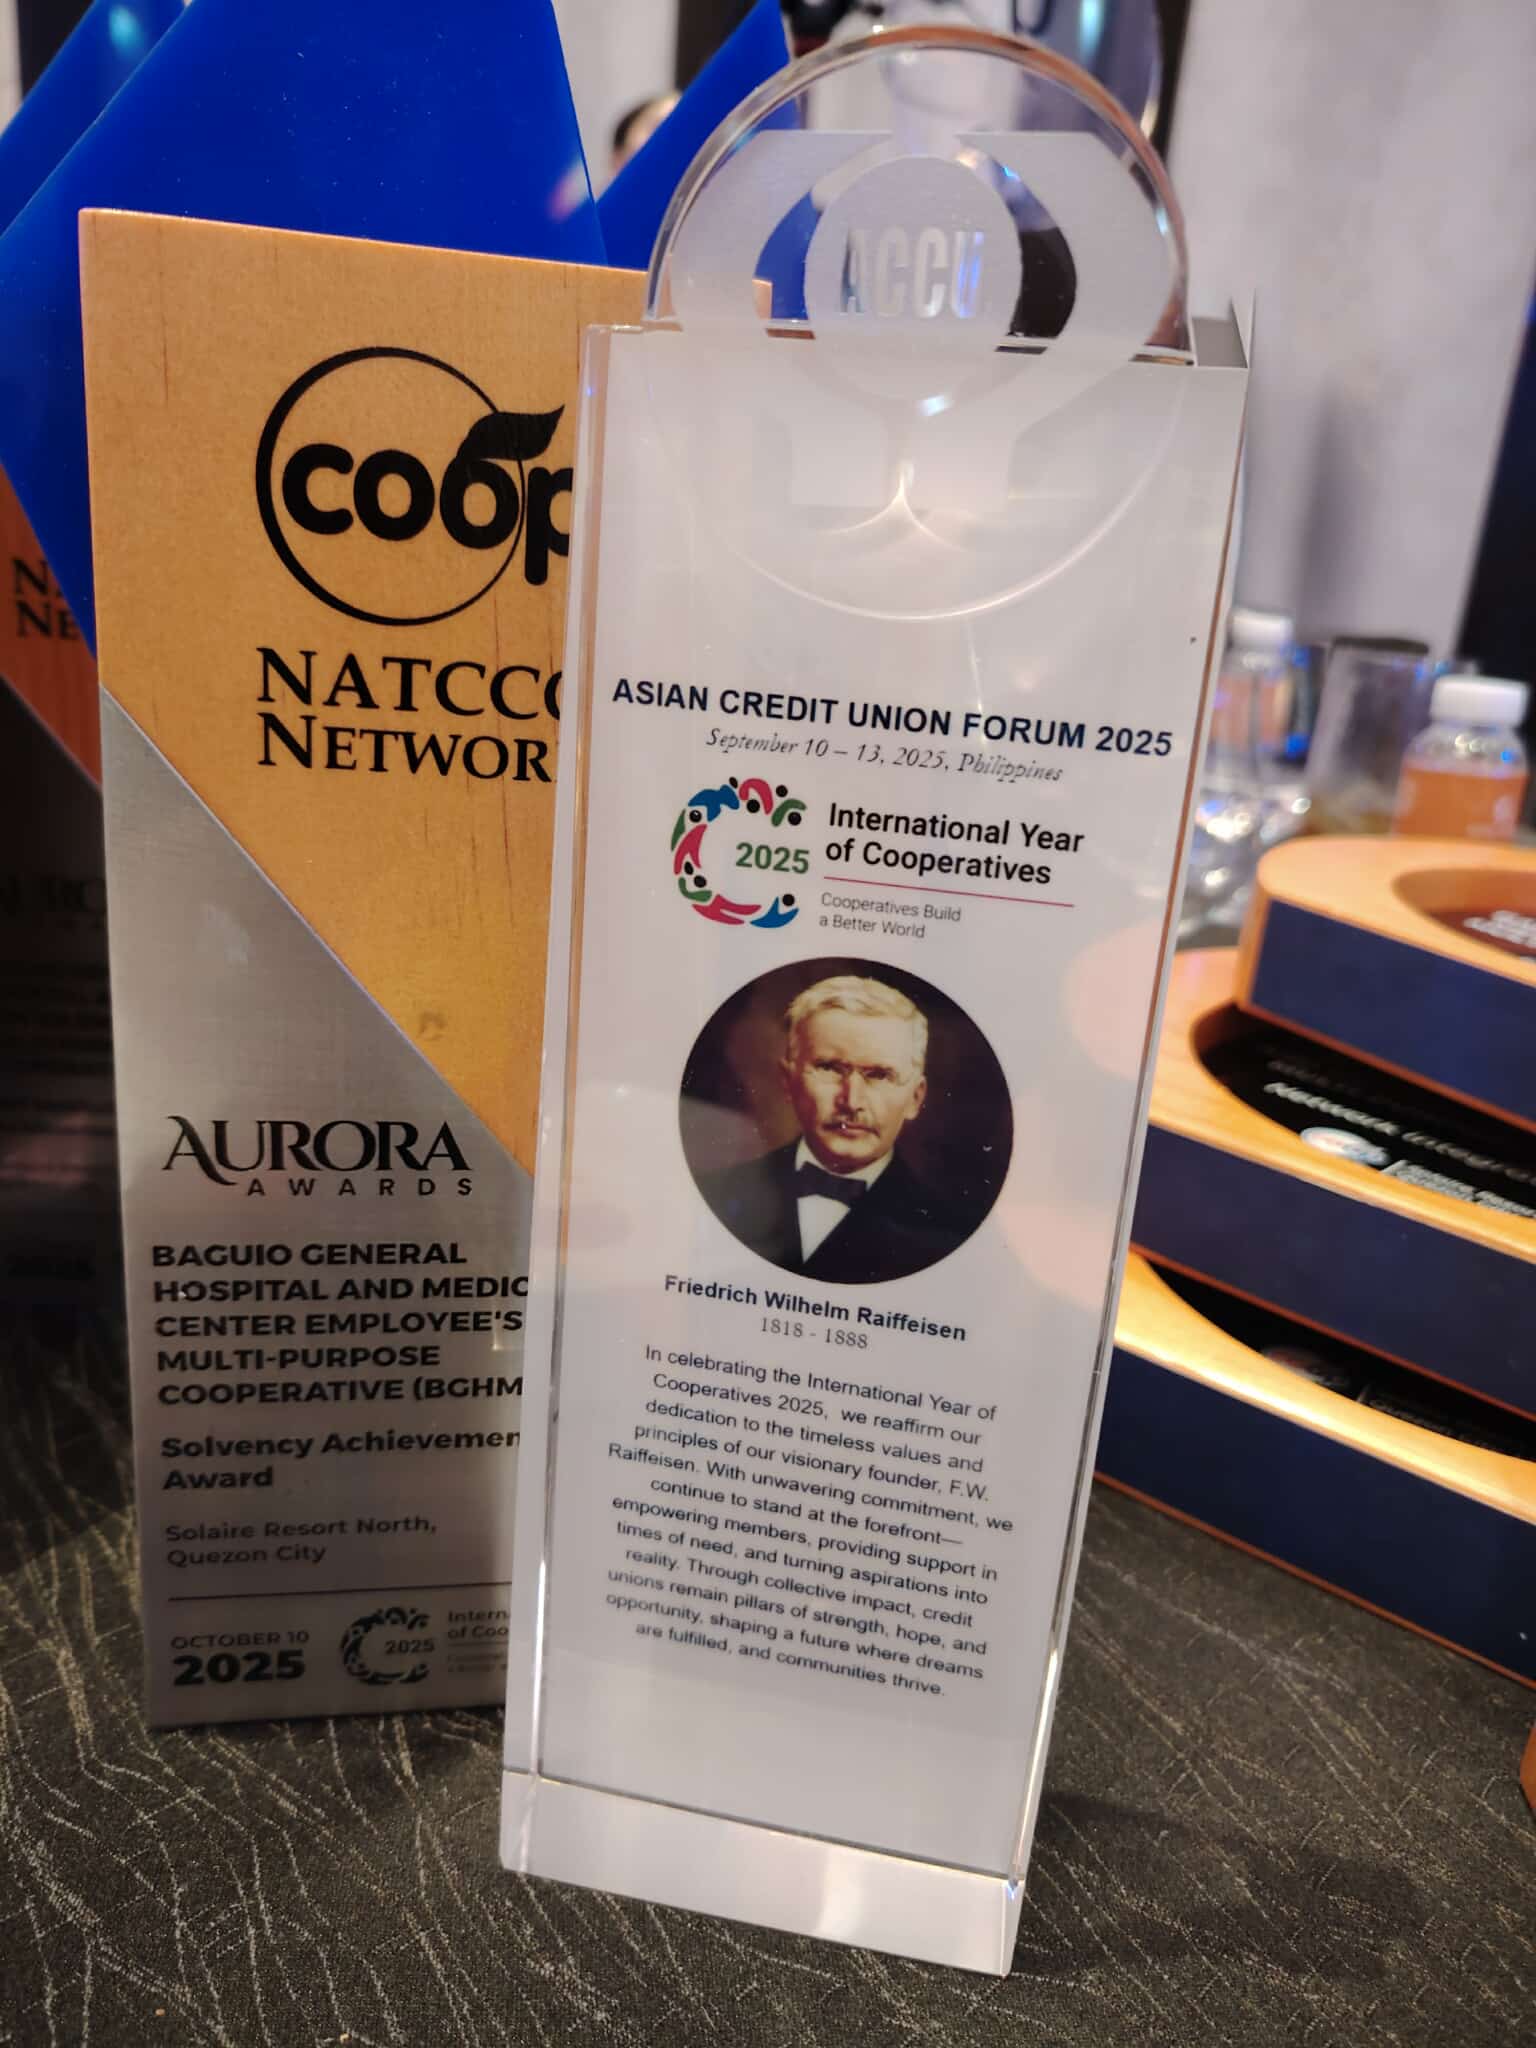 coop
NATCCO
NETWOR
AURORA
AWARDS
BAGUIO GENERAL
HOSPITAL AND MEDIC
CENTER EMPLOYEE'S
MULTI-PURPOSE
COOPERATIVE (BGHM
Solvency Achievemen
Award
Solaire Resort North,
Quezon City
OCTOBER 10
2025
2025
Intern
of Coo
ACCU
ASIAN CREDIT UNION FORUM 2025
September 10 – 13, 2025, Philippines
2025
International Year
of Cooperatives
Cooperatives Build
a Better World
Friedrich Wilhelm Raiffeisen
1818 - 1888
In celebrating the International Year of
Cooperatives 2025, we reaffirm our
dedication to the timeless values and
principles of our visionary founder, F.W.
Raiffeisen. With unwavering commitment, we
continue to stand at the forefront—
empowering members, providing support in
times of need, and turning aspirations into
reality. Through collective impact, credit
unions remain pillars of strength, hope, and
opportunity, shaping a future where dreams
are fulfilled, and communities thrive.
Network